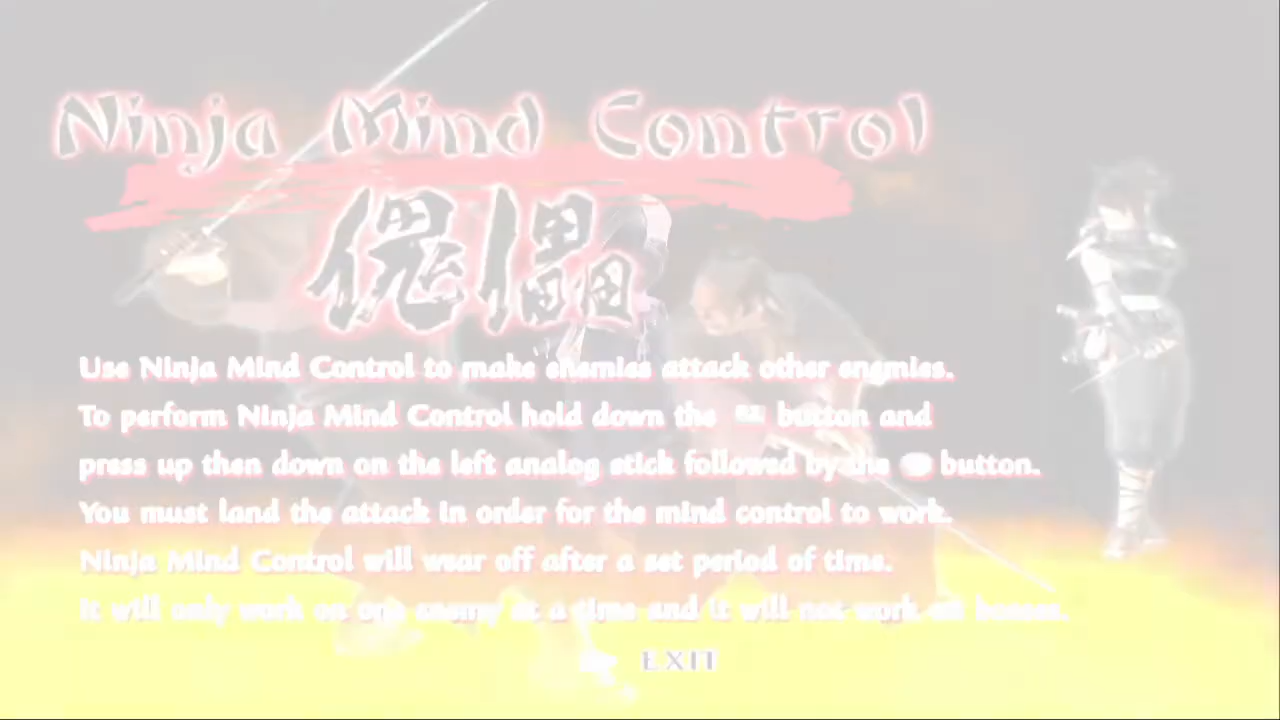 Ninja Mind Control
傀儡
Use Ninja Mind Control to make enemies attack other enemies.
To perform Ninja Mind Control hold down the R1 button and
press up then down on the left analog stick followed by the button.
You must land the attack in order for the mind control to work.
Ninja Mind Control will wear off after a set period of time.
It will only work on one enemy at a time and it will not work on bosses.
EXIT